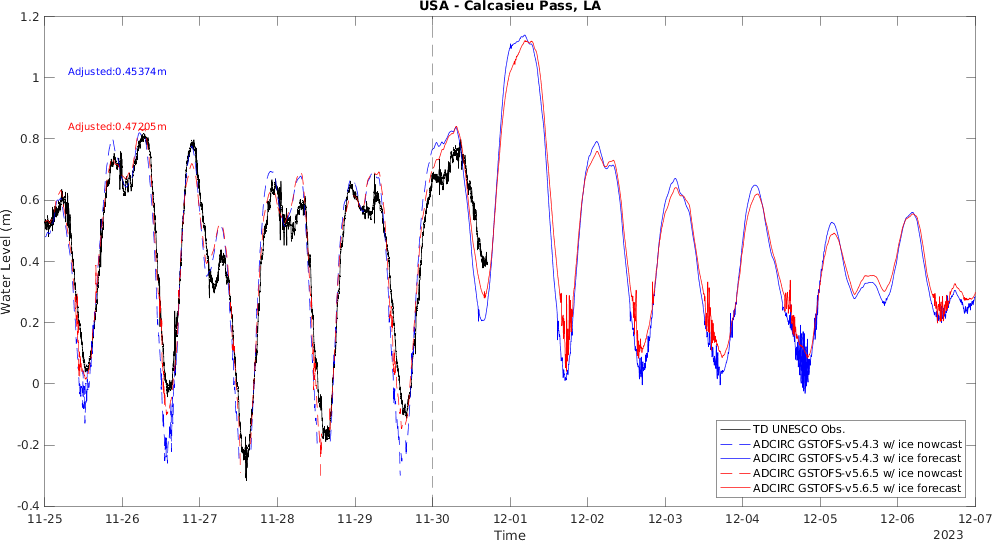 USA - Calcasieu Pass, LA
Water Level (m)
1.2
1
0.8
0.6
0.4
0.2
0
-0.2
-0.4
Adjusted:0.45374m
Adjusted:0.47205m
TD UNESCO Obs.
ADCIRC GSTOFS-v5.4.3 w/ ice nowcast
ADCIRC GSTOFS-v5.4.3 w/ ice forecast
ADCIRC GSTOFS-v5.6.5 w/ ice nowcast
ADCIRC GSTOFS-v5.6.5 w/ ice forecast
11-25 11-26 11-27 11-28 11-29 11-30 12-01 12-02 12-03 12-04 12-05 12-06 12-07
Time
2023